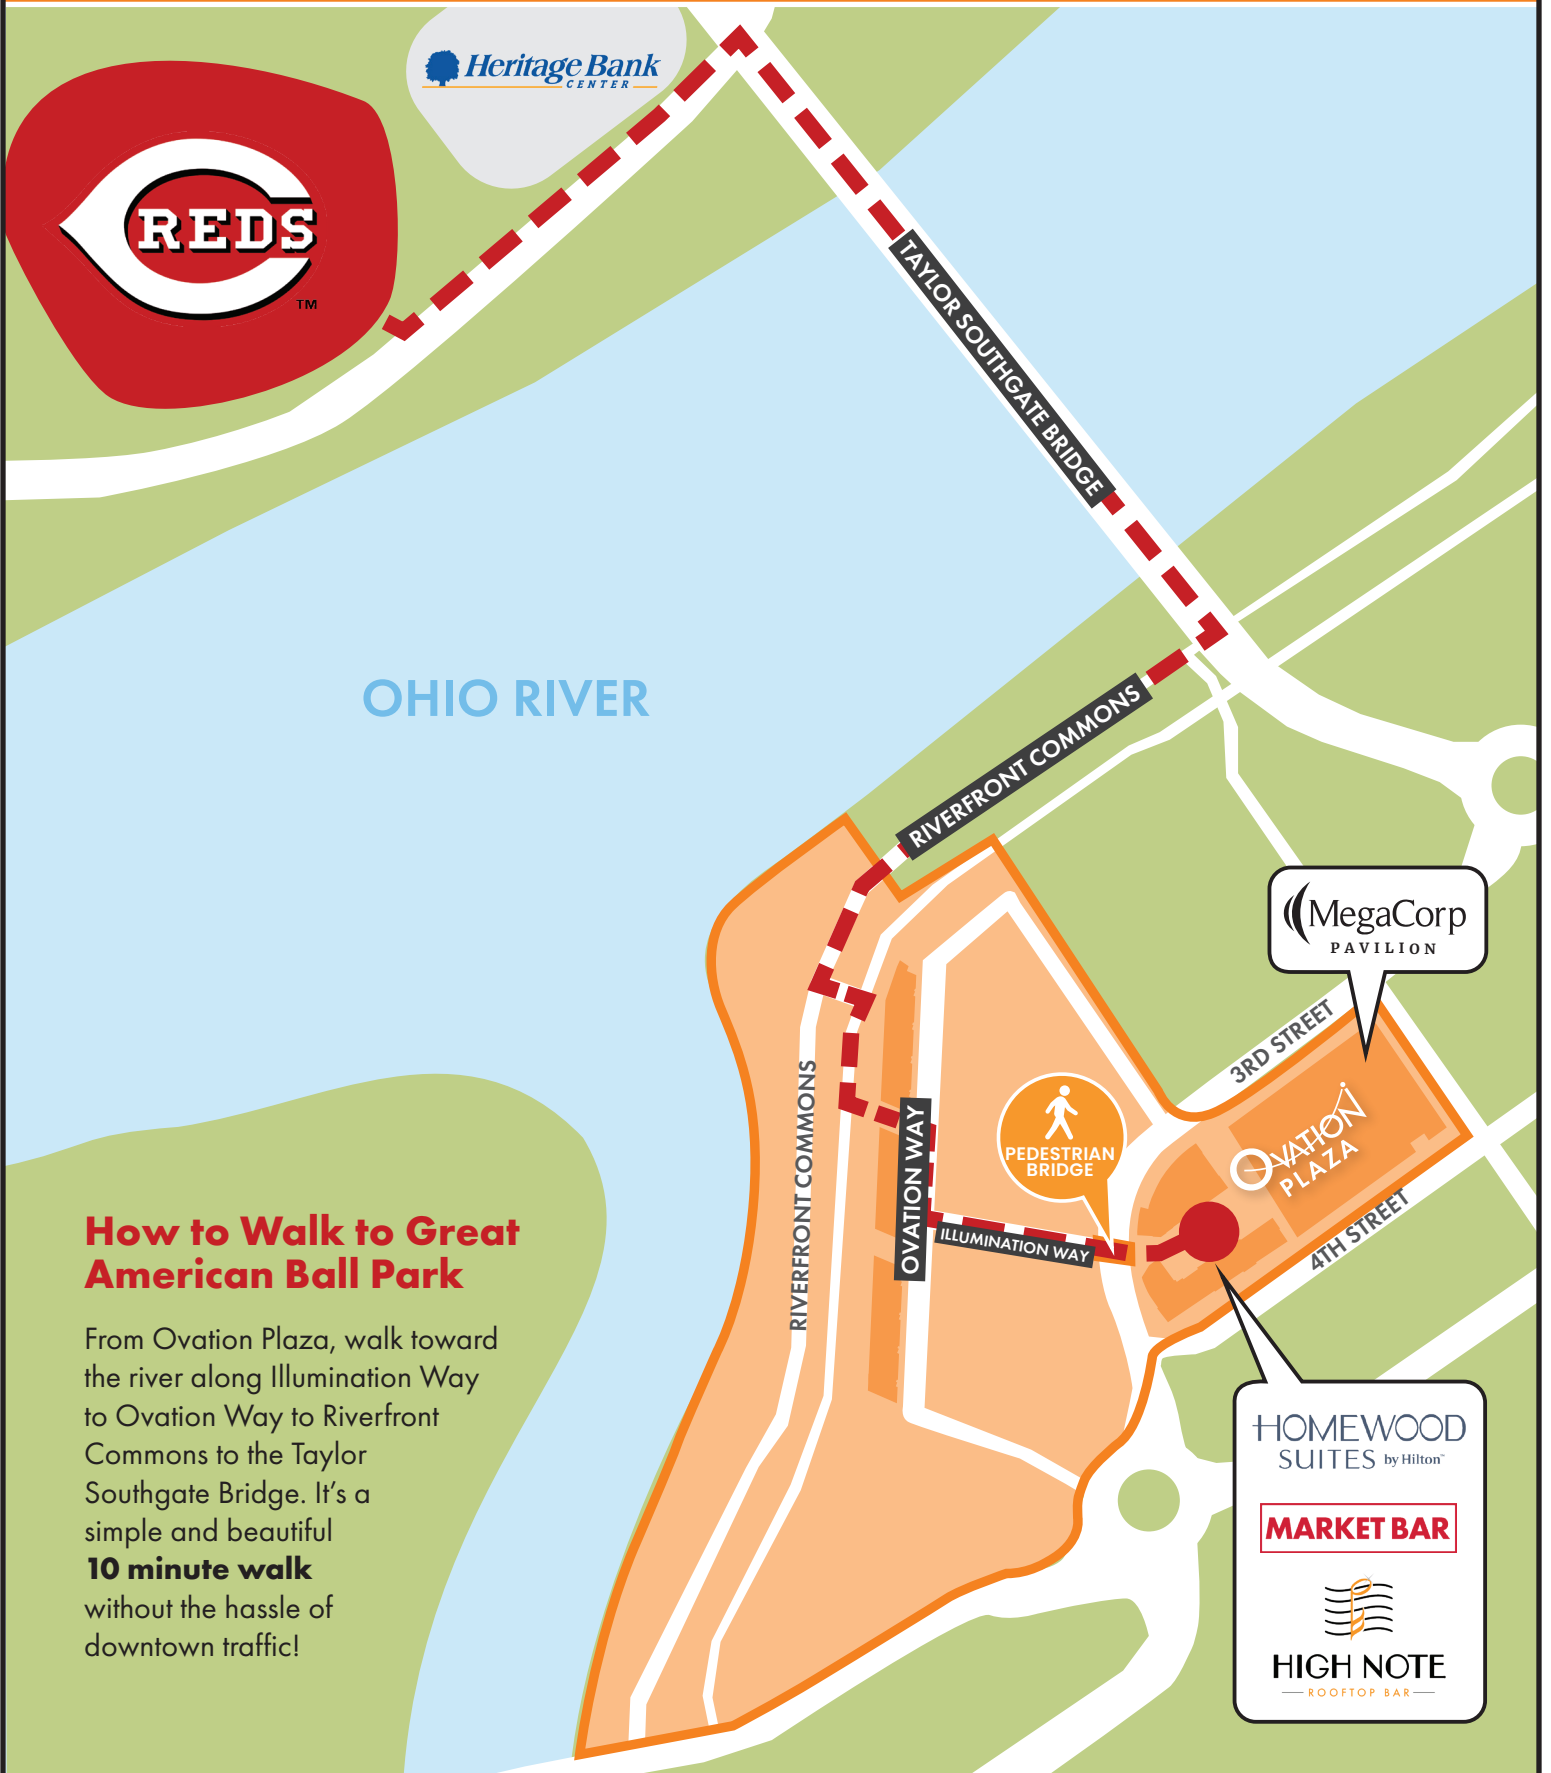 Heritage Bank
CENTER
REDS
TM
TAYLOR SOUTHGATE BRIDGE
OHIO RIVER
RIVERFRONT COMMONS
MegaCorp
PAVILION
3RD STREET
OVATION
PLAZA
4TH STREET
PEDESTRIAN
BRIDGE
RIVERFRONT COMMONS
OVATION WAY
ILLUMINATION WAY
How to Walk to Great
American Ball Park
From Ovation Plaza, walk toward
the river along Illumination Way
to Ovation Way to Riverfront
Commons to the Taylor
Southgate Bridge. It's a
simple and beautiful
10 minute walk
without the hassle of
downtown traffic!
HOMEWOOD
SUITES by Hilton™
MARKET BAR
HIGH NOTE
ROOFTOP BAR